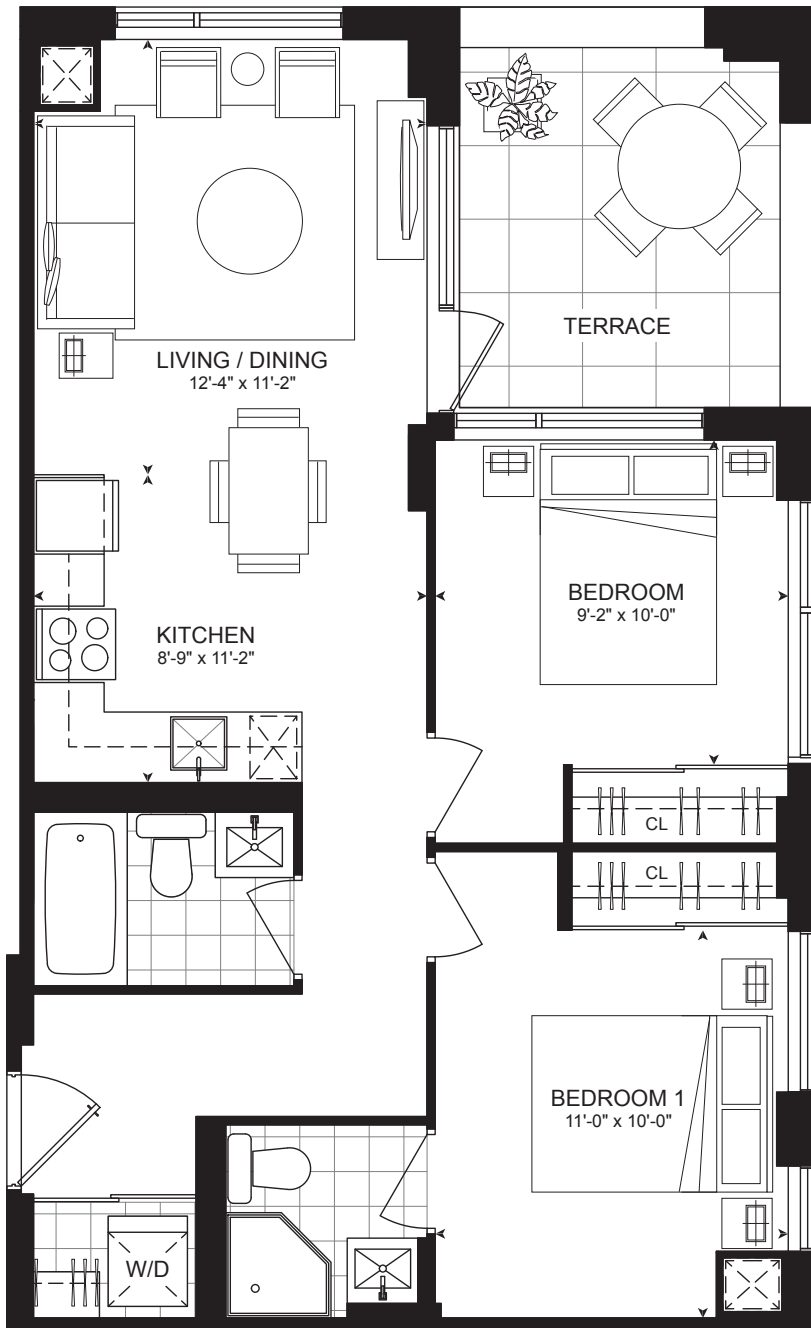 TERRACE
LIVING / DINING
12'-4" x 11'-2"
BEDROOM
9'-2" x 10'-0"
KITCHEN
8'-9" x 11'-2"
CL
CL
BEDROOM 1
11'-0" x 10'-0"
W/D